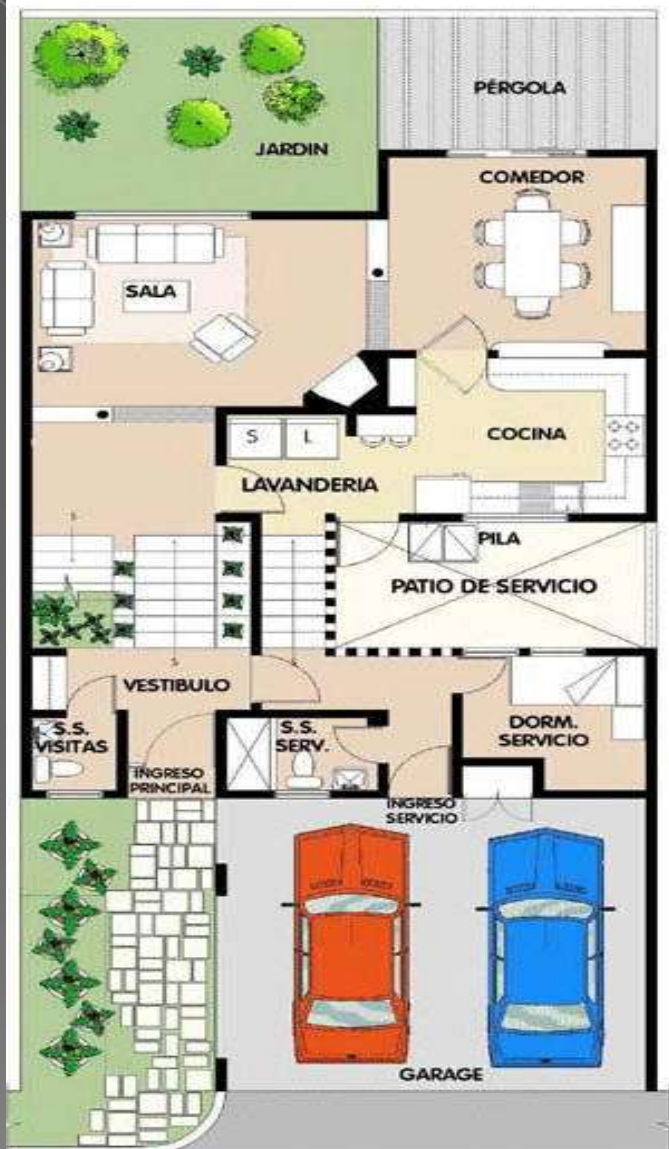 PÉRGOLA
JARDIN
COMEDOR
SALA
COCINA
S L
LAVANDERIA
PILA
PATIO DE SERVICIO
VESTIBULO
S.S.
VISITAS
S.S.
SERV.
DORM.
SERVICIO
INGRESO
PRINCIPAL
INGRESO
SERVICIO
GARAGE